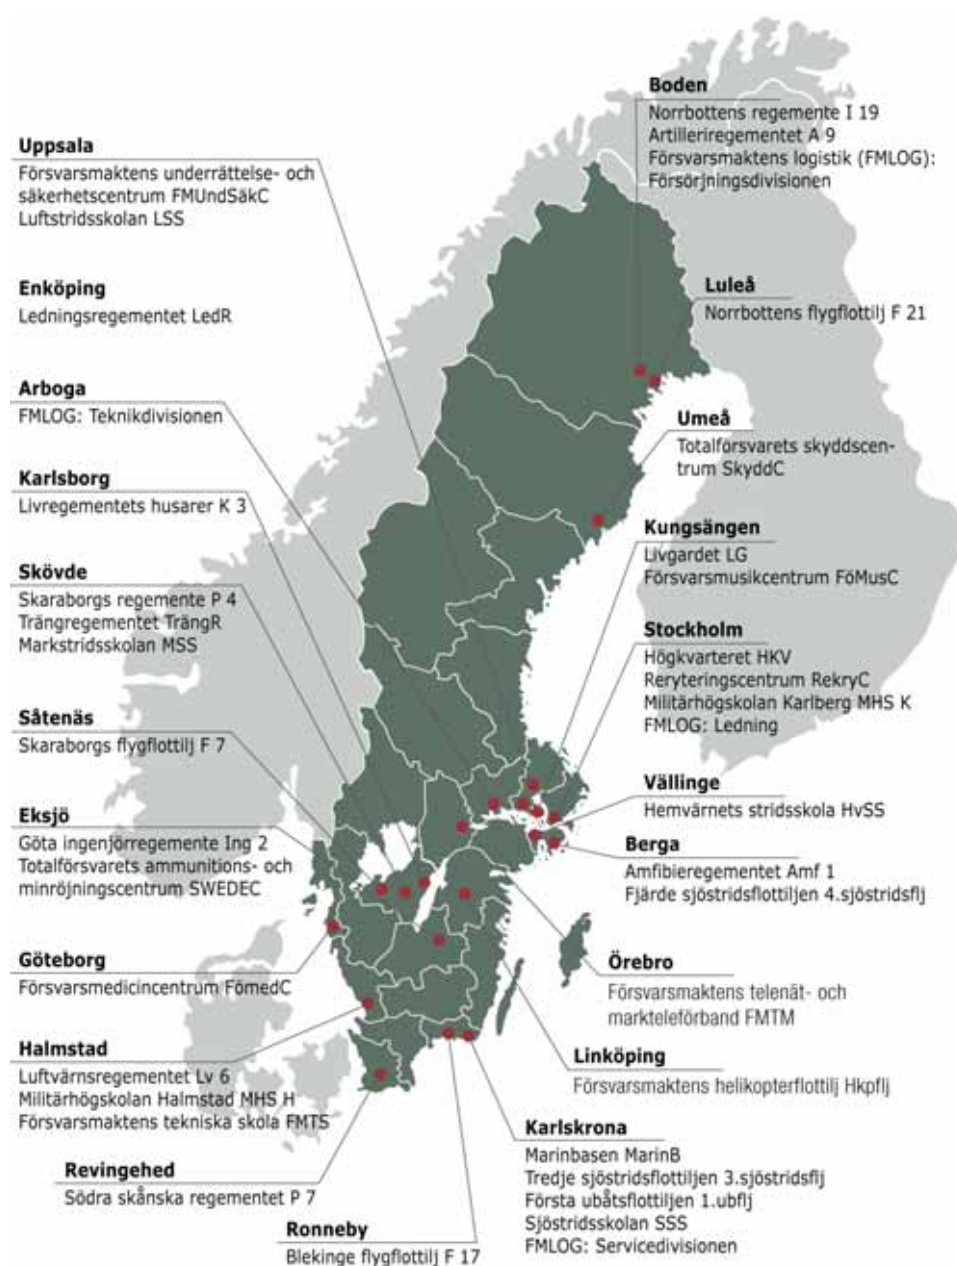 Boden
Norrbottens regemente I 19
Artilleriregementet A 9
Försvarsmaktens logistik (FMLOG):
Försörjningsdivisionen
Uppsala
Försvarsmaktens underrättelse- och
säkerhetscentrum FMUndSäkC
Luftstridsskolan LSS
Enköping
Ledningsregementet LedR
Luleå
Norrbottens flygflottilj F 21
Arboga
FMLOG: Teknikdivisionen
Umeå
Totalförsvarets skyddscen-
trum SkyddC
Karlsborg
Livregementets husarer K 3
Kungsängen
Livgardet LG
Försvarsmusikcentrum FöMusC
Skövde
Skaraborgs regemente P 4
Trängregementet TrängR
Markstridsskolan MSS
Stockholm
Högkvarteret HKV
Reryteringscentrum RekryC
Militärhögskolan Karlberg MHS K
FMLOG: Ledning
Såtenäs
Skaraborgs flygflottilj F 7
Vällinge
Hemvärnets stridsskola HvSS
Eksjö
Göta ingenjörregemente Ing 2
Totalförsvarets ammunitions- och
minröjningscentrum SWEDEC
Berga
Amfibieregementet Amf 1
Fjärde sjöstridsflottiljen 4.sjöstridsflj
Göteborg
Försvarsmedicincentrum FömedC
Örebro
Försvarsmaktens telenät- och
markteleförband FMTM
Halmstad
Luftvärnsregementet Lv 6
Militärhögskolan Halmstad MHS H
Försvarsmaktens tekniska skola FMTS
Linköping
Försvarsmaktens helikopterflottilj Hkpflj
Karlskrona
Marinbasen MarinB
Tredje sjöstridsflottiljen 3.sjöstridsflj
Första ubåtsflottiljen 1.ubflj
Sjöstridsskolan SSS
FMLOG: Servicedivisionen
Revingehed
Södra skånska regementet P 7
Ronneby
Blekinge flygflottilj F 17